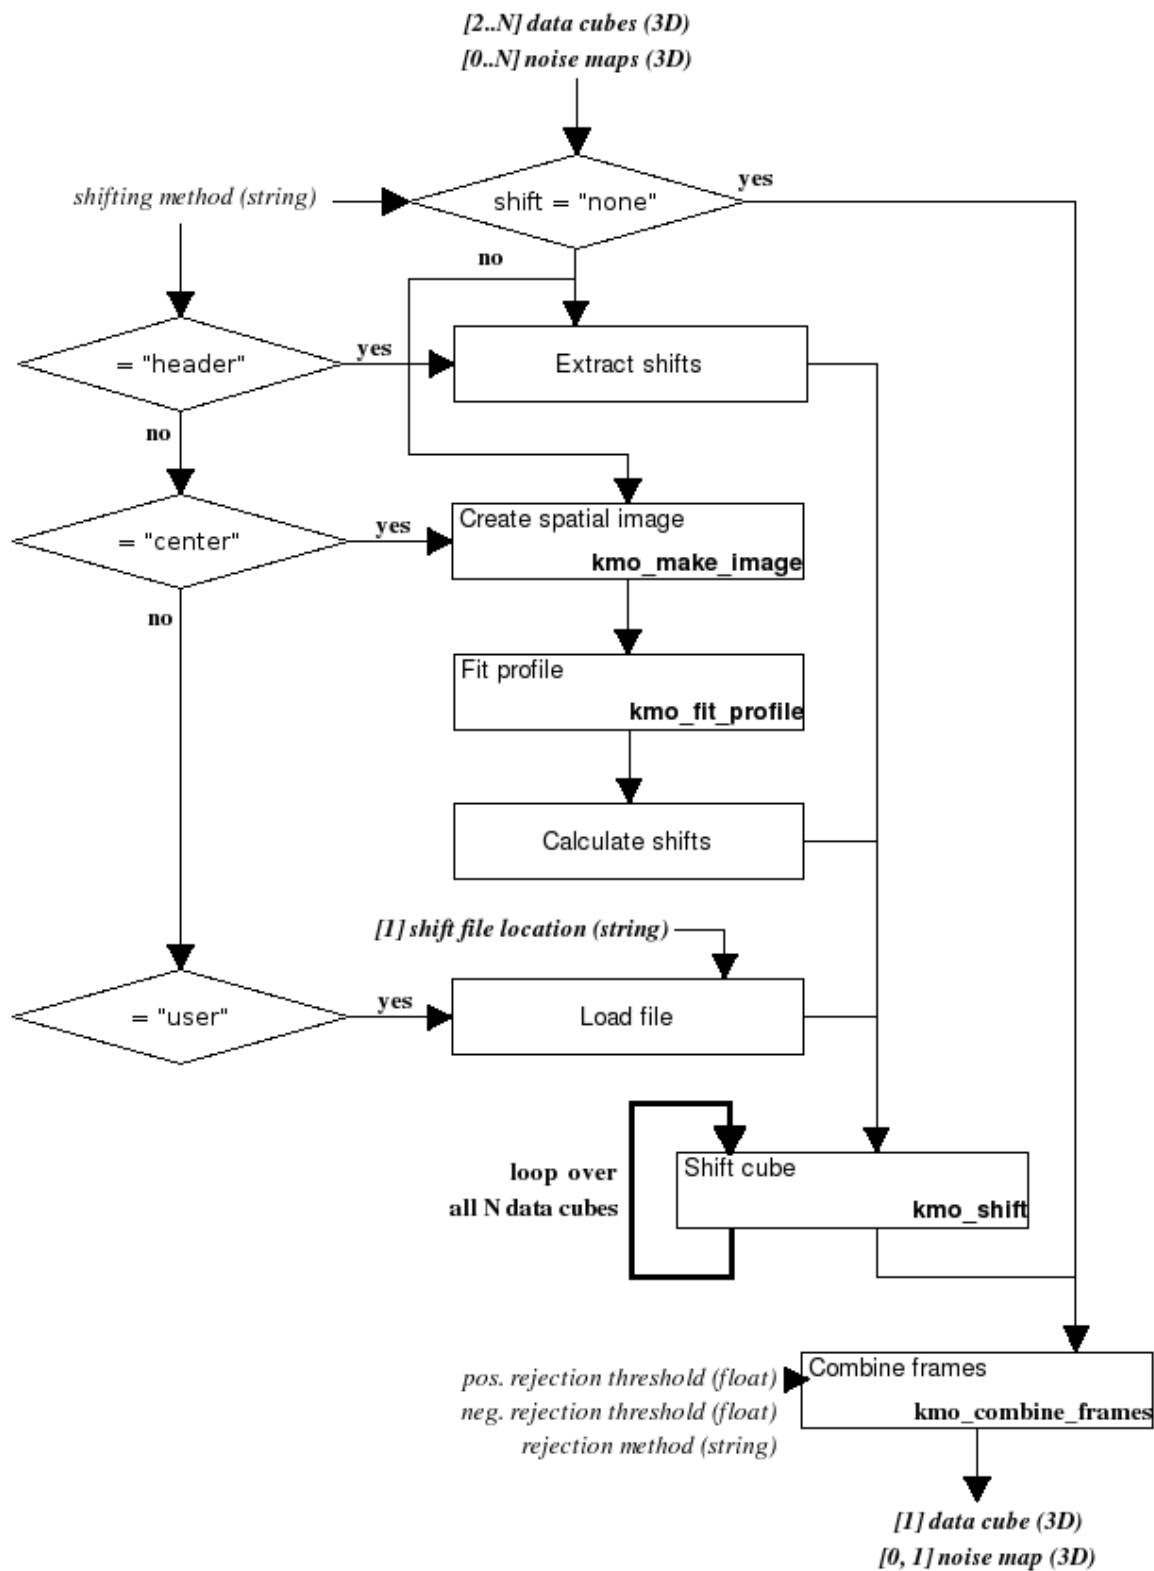 [2..N] data cubes (3D)
[0..N] noise maps (3D)
yes
shifting method (string)
shift = "none"
no
= "header"
yes
Extract shifts
no
= "center"
yes
Create spatial image
kmo_make_image
no
Fit profile
kmo_fit_profile
Calculate shifts
[1] shift file location (string)
= "user"
yes
Load file
loop over
all N data cubes
Shift cube
kmo_shift
pos. rejection threshold (float)
neg. rejection threshold (float)
rejection method (string)
Combine frames
kmo_combine_frames
[1] data cube (3D)
[0, 1] noise map (3D)